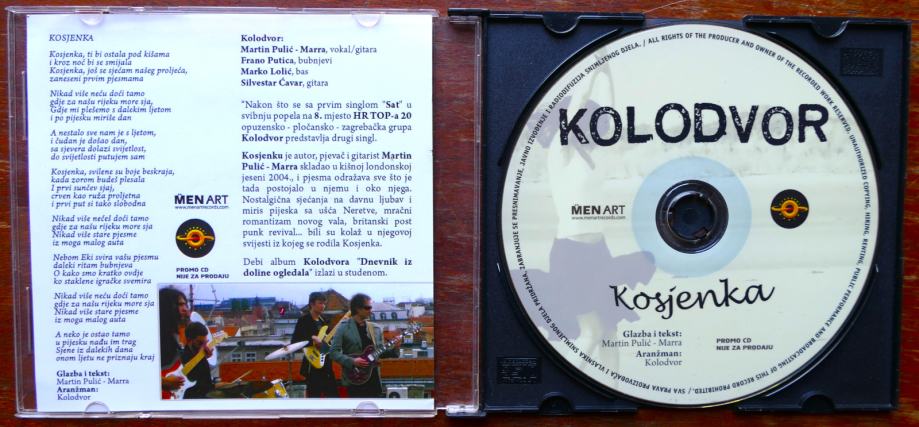 KOSJENKA
Kosjenka, ti bi ostala pod kišama
i kroz noć bi se smijala
Kosjenka, još se sjećam našeg proljeća,
zaneseni prvim pjesmama
Nikad više neću doći tamo
gdje za našu rijeku more sja,
Gdje mi plešemo s dalekim ljetom
i po pijesku miriše dan
A nestalo sve nam je s ljetom,
i čudan je došao dan,
sa sjevera dolazi svijetlost,
do svijetlosti putujem sam
Kosjenka, svilene su boje beskraja,
kada zorom budeš plesala
I prvi sunčev sjaj,
crven kao ruža proljetna
i prvi put si tako slobodna
Nikad više nećeš doći tamo
gdje za našu rijeku more sja
Nikad više stare pjesme
iz moga malog auta
Nebom Eki svira vašu pjesmu
daleki ritam bubnjeva
O kako smo kratko ovdje
ko staklene igračke svemira
Nikad više neću doći tamo
gdje za našu rijeku more sja
Nikad više stare pjesme
iz moga malog auta
A neko je ostao tamo
u pijesku nađu im trag
Sjene iz dalekih dana
onom ljetu ne priznaju kraj
Glazba i tekst:
Martin Pulić - Marra
Aranžman:
Kolodvor
MENART
www.menartrecords.com
PROMO CD
NIJE ZA PRODAJU
Kolodvor:
Martin Pulić - Marra, vokal/gitara
Frano Putica, bubnjevi
Marko Lolić, bas
Silvestar Ćavar, gitara
"Nakon što se sa prvim singlom "Sat" u
svibnju popela na 8. mjesto HR TOP-a 20
opuzensko - pločansko - zagrebačka grupa
Kolodvor predstavlja drugi singl.
Kosjenku je autor, pjevač i gitarist Martin
Pulić - Marra skladao u kišnoj londonskoj
jeseni 2004., i pjesma odražava sve što je
tada postojalo u njemu i oko njega.
Nostalgična sjećanja na davnu ljubav i
miris pijeska sa ušća Neretve, mračni
romantizam novog vala, britanski post
punk revival... bili su kolaž u njegovoj
svijesti iz kojeg se rodila Kosjenka.
Debi album Kolodvora "Dnevnik iz
doline ogledala" izlazi u studenom.
KOLODVOR
MENART
www.menartrecords.com
Kosjenka
Glazba i tekst:
Martin Pulić - Marra
Aranžman:
Kolodvor
PROMO CD
NIJE ZA PRODAJU
SVA PRAVA PROIZVOĐAČA I VLASNIKA SNIMLJENOG DJELA PRIDRŽANA. ZABRANJUJE SE PRESNIMAVANJE, JAVNO IZVOĐENJE I RADIODIFUZIJA SNIMLJENOG DJELA. / ALL RIGHTS OF THE PRODUCER AND OWNER OF THE RECORDED WORK RESERVED. UNAUTHORIZED COPYING, HIRING, RENTING, PUBLIC PERFORMANCE AND BROADCASTING OF THIS RECORD PROHIBITED. /